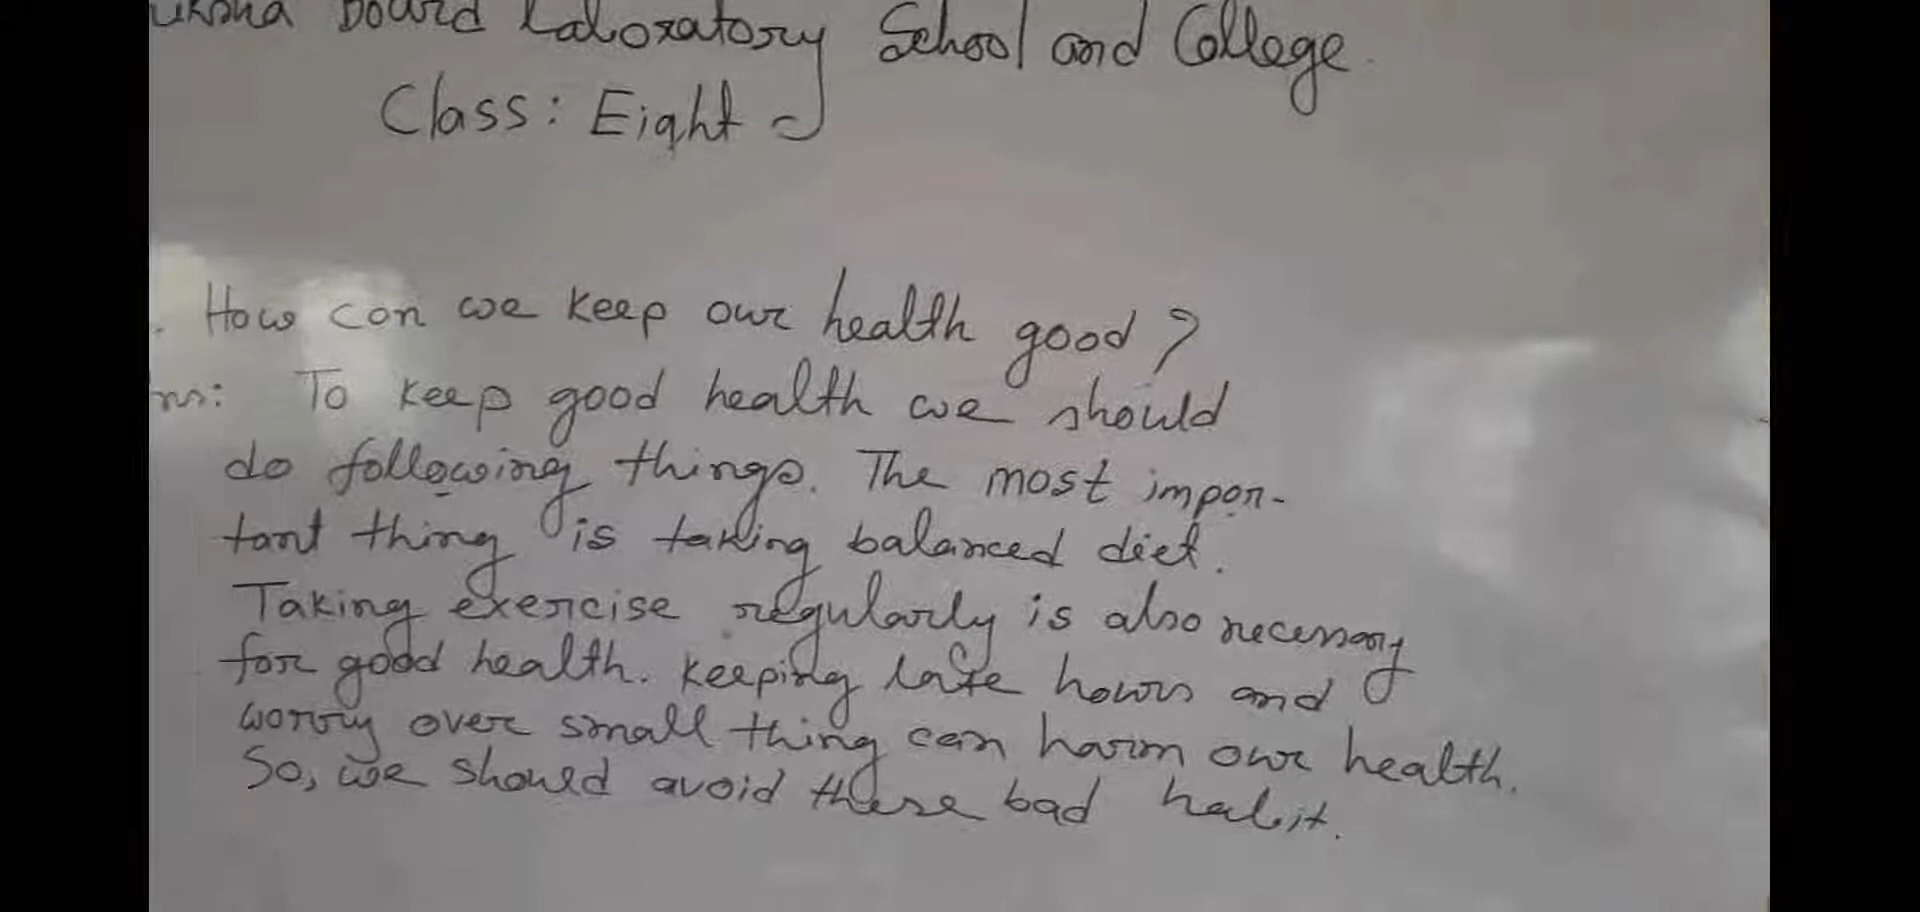 Board Laboratory School and College.
Class: Eight
How can we keep our health good?
Ans: To keep good health we should
do following things. The most impor-
tant thing is taking balanced diet.
Taking exercise regularly is also necessary
for good health. Keeping late hours and
worry over small thing can harm our health.
So, we should avoid these bad habit.